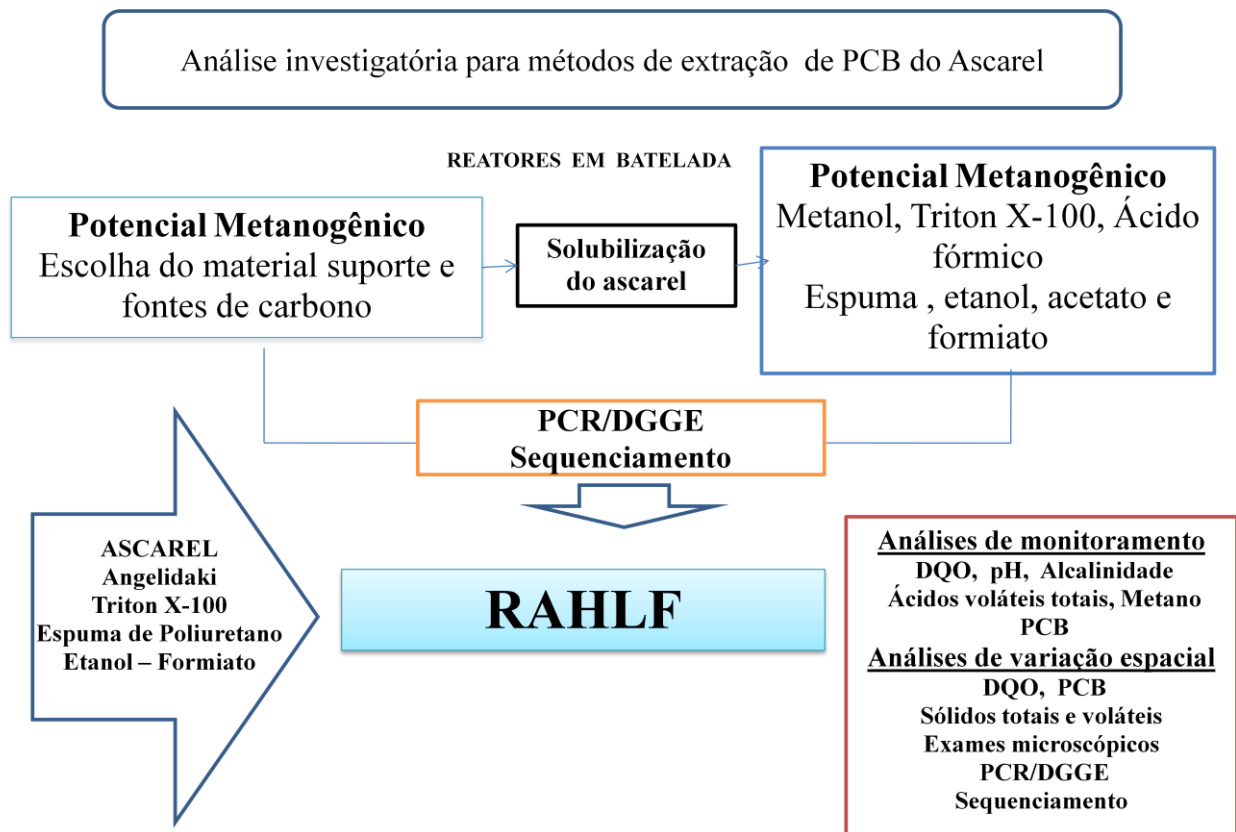 Análise investigatória para métodos de extração de PCB do Ascarel
REATORES EM BATELADA
Potencial Metanogênico
Escolha do material suporte e
fontes de carbono
Solubilização
do ascarel
Potencial Metanogênico
Metanol, Triton X-100, Ácido
fórmico
Espuma , etanol, acetato e
formiato
PCR/DGGE
Sequenciamento
ASCAREL
Angelidaki
Triton X-100
Espuma de Poliuretano
Etanol – Formiato
RAHLF
Análises de monitoramento
DQO, pH, Alcalinidade
Ácidos voláteis totais, Metano
PCB
Análises de variação espacial
DQO, PCB
Sólidos totais e voláteis
Exames microscópicos
PCR/DGGE
Sequenciamento